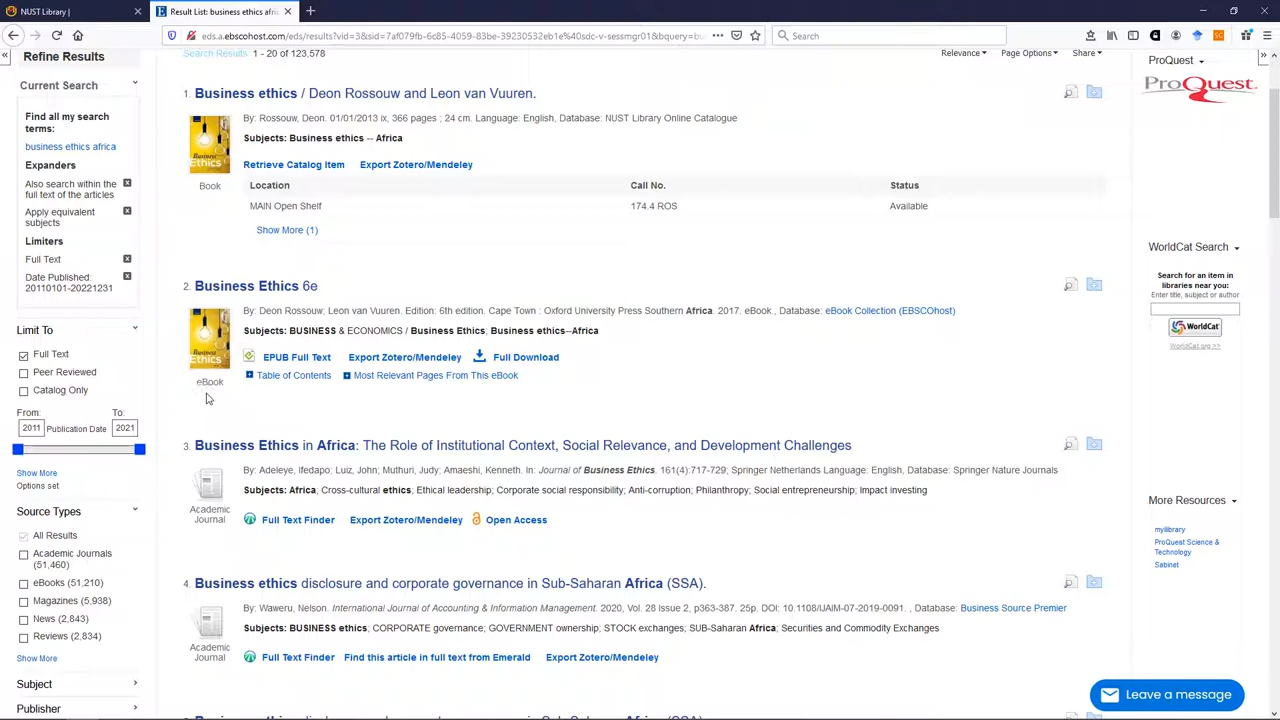 NUST Library |
Result List: business ethics afric
eds.a.ebscohost.com/eds/results?vid=3&sid=7af079fb-6c85-4059-83be-39230532eb1e%40sdc-v-sessmgr01&bquery=bu
Search
Refine Results
Current Search
Find all my search
terms:
business ethics africa
Expanders
Also search within the
full text of the articles
Apply equivalent
subjects
Limiters
Full Text
Date Published:
20110101-20221231
Limit To
Full Text
Peer Reviewed
Catalog Only
From:
To:
2011
Publication Date
2021
Show More
Options set
Source Types
All Results
Academic Journals
(51,460)
eBooks (51,210)
Magazines (5,938)
News (2,843)
Reviews (2,834)
Show More
Subject
Publisher
Search Results: 1 - 20 of 123,578
Relevance
Page Options
Share
1. Business ethics / Deon Rossouw and Leon van Vuuren.
By: Rossouw, Deon. 01/01/2013 ix, 366 pages ; 24 cm. Language: English, Database: NUST Library Online Catalogue
Subjects: Business ethics -- Africa
Business
Ethics
Book
Retrieve Catalog Item Export Zotero/Mendeley
Location Call No. Status
MAIN Open Shelf 174.4 ROS Available
Show More (1)
2. Business Ethics 6e
By: Deon Rossouw; Leon van Vuuren. Edition: 6th edition. Cape Town : Oxford University Press Southern Africa. 2017. eBook., Database: eBook Collection (EBSCOhost)
Subjects: BUSINESS & ECONOMICS / Business Ethics; Business ethics--Africa
Business
Ethics
eBook
EPUB Full Text Export Zotero/Mendeley Full Download
Table of Contents Most Relevant Pages From This eBook
3. Business Ethics in Africa: The Role of Institutional Context, Social Relevance, and Development Challenges
By: Adeleye, Ifedapo; Luiz, John; Muthuri, Judy; Amaeshi, Kenneth. In: Journal of Business Ethics. 161(4):717-729; Springer Netherlands Language: English, Database: Springer Nature Journals
Subjects: Africa; Cross-cultural ethics; Ethical leadership; Corporate social responsibility; Anti-corruption; Philanthropy; Social entrepreneurship; Impact investing
Academic
Journal
Full Text Finder Export Zotero/Mendeley Open Access
4. Business ethics disclosure and corporate governance in Sub-Saharan Africa (SSA).
By: Waweru, Nelson. International Journal of Accounting & Information Management. 2020, Vol. 28 Issue 2, p363-387. 25p. DOI: 10.1108/IJAIM-07-2019-0091. , Database: Business Source Premier
Subjects: BUSINESS ethics; CORPORATE governance; GOVERNMENT ownership; STOCK exchanges; SUB-Saharan Africa; Securities and Commodity Exchanges
Academic
Journal
Full Text Finder Find this article in full text from Emerald Export Zotero/Mendeley
ProQuest
ProQuest
WorldCat Search
Search for an item in
libraries near you:
Enter title, subject or author
WorldCat
WorldCat.org >>
More Resources
myilibrary
ProQuest Science &
Technology
Sabinet
Leave a message